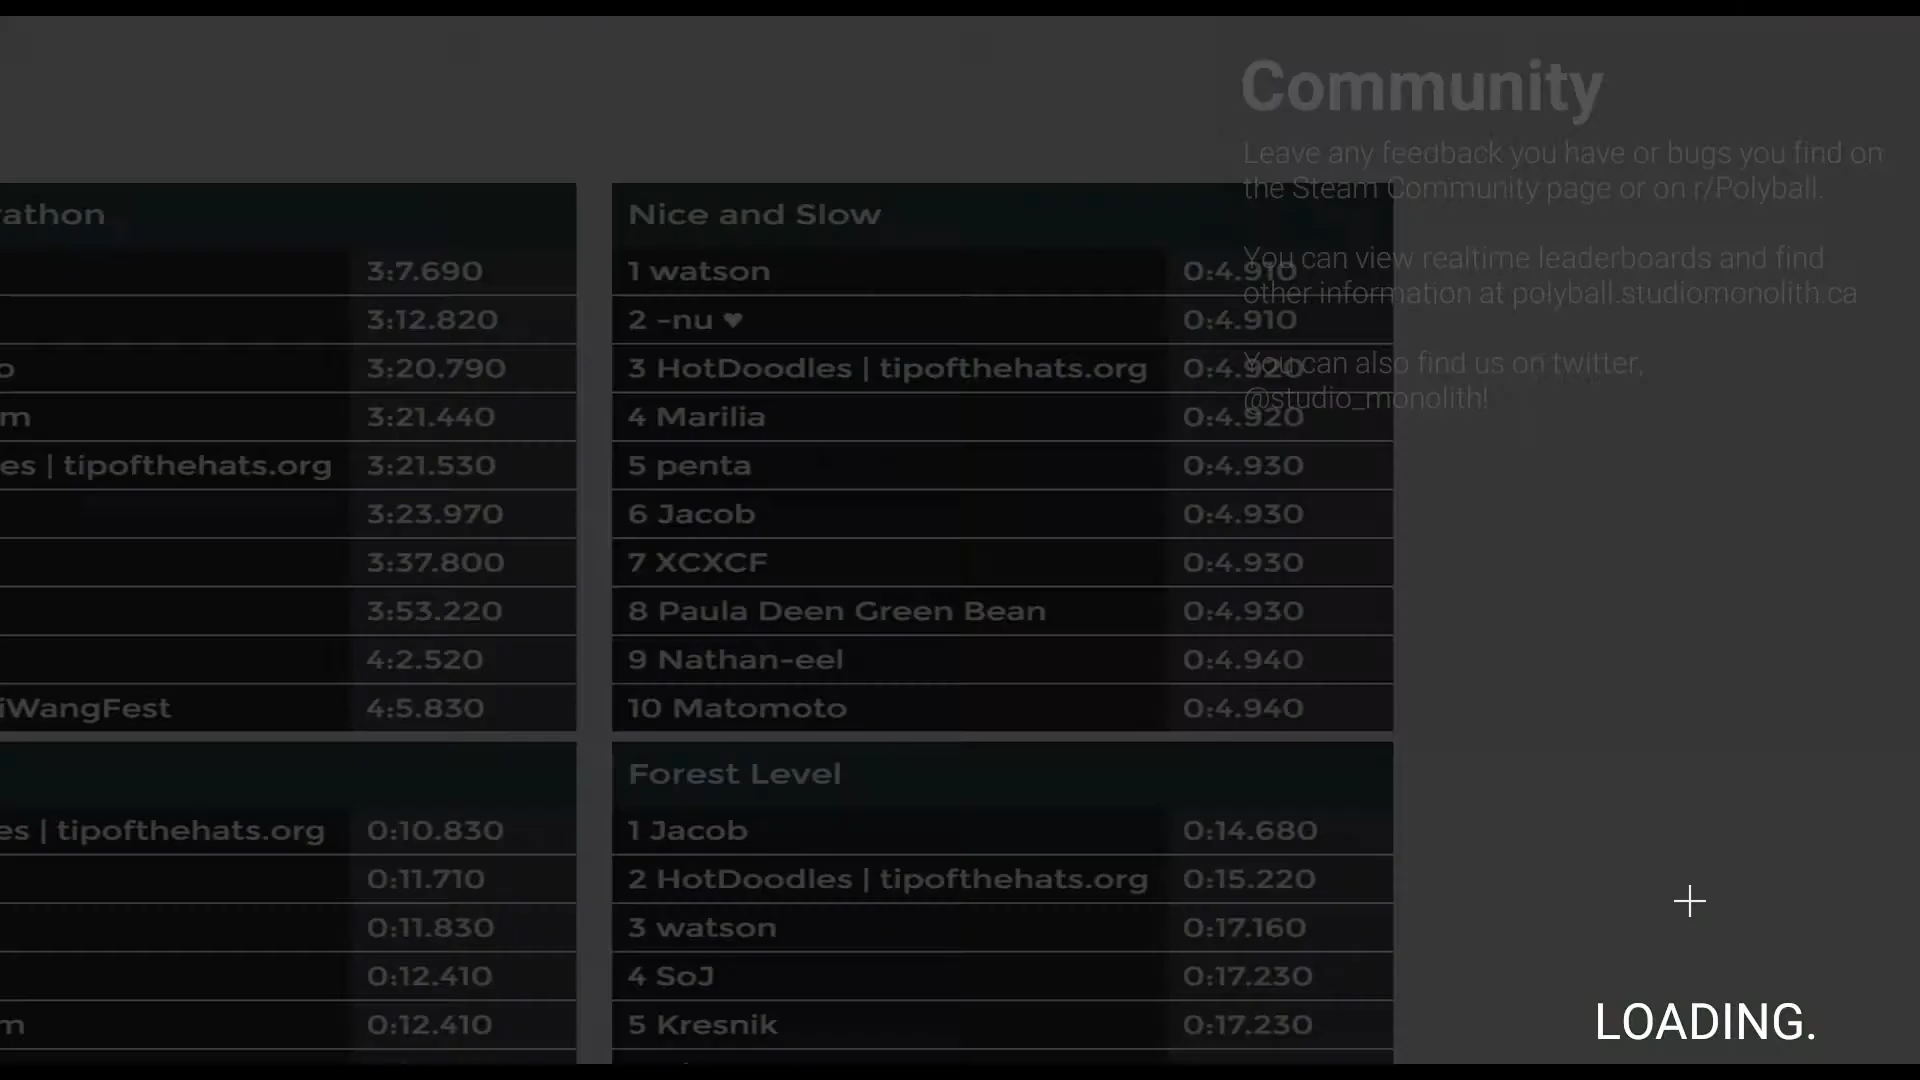 Community
Leave any feedback you have or bugs you find on
the Steam Community page or on r/Polyball.
You can view realtime leaderboards and find
other information at polyball.studiomonolith.ca
You can also find us on twitter,
@studio_monolith!
athon
3:7.690
3:12.820
o 3:20.790
m 3:21.440
es | tipofthehats.org 3:21.530
3:23.970
3:37.800
3:53.220
4:2.520
iWangFest 4:5.830
Nice and Slow
1 watson 0:4.910
2 -nu ♥ 0:4.910
3 HotDoodles | tipofthehats.org 0:4.920
4 Marilia 0:4.920
5 penta 0:4.930
6 Jacob 0:4.930
7 XCXCF 0:4.930
8 Paula Deen Green Bean 0:4.930
9 Nathan-eel 0:4.940
10 Matomoto 0:4.940
es | tipofthehats.org 0:10.830
0:11.710
0:11.830
0:12.410
m 0:12.410
Forest Level
1 Jacob 0:14.680
2 HotDoodles | tipofthehats.org 0:15.220
3 watson 0:17.160
4 SoJ 0:17.230
5 Kresnik 0:17.230
LOADING.